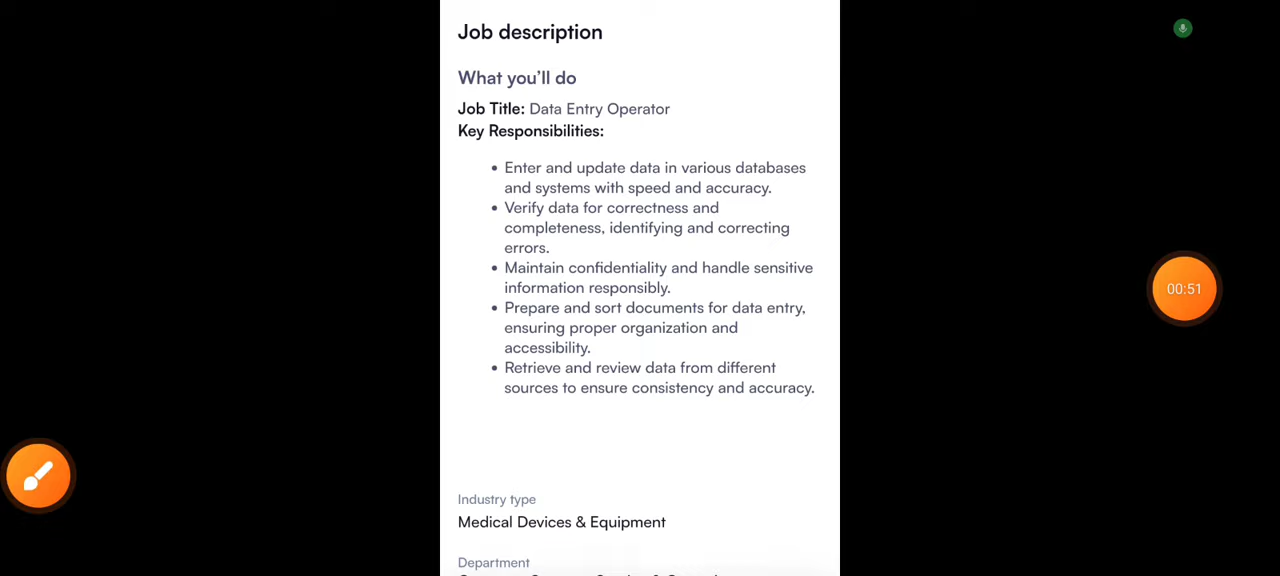 Job description
What you'll do
Job Title: Data Entry Operator
Key Responsibilities:
• Enter and update data in various databases
and systems with speed and accuracy.
• Verify data for correctness and
completeness, identifying and correcting
errors.
• Maintain confidentiality and handle sensitive
information responsibly.
00:51
• Prepare and sort documents for data entry,
ensuring proper organization and
accessibility.
• Retrieve and review data from different
sources to ensure consistency and accuracy.
Industry type
Medical Devices & Equipment
Department